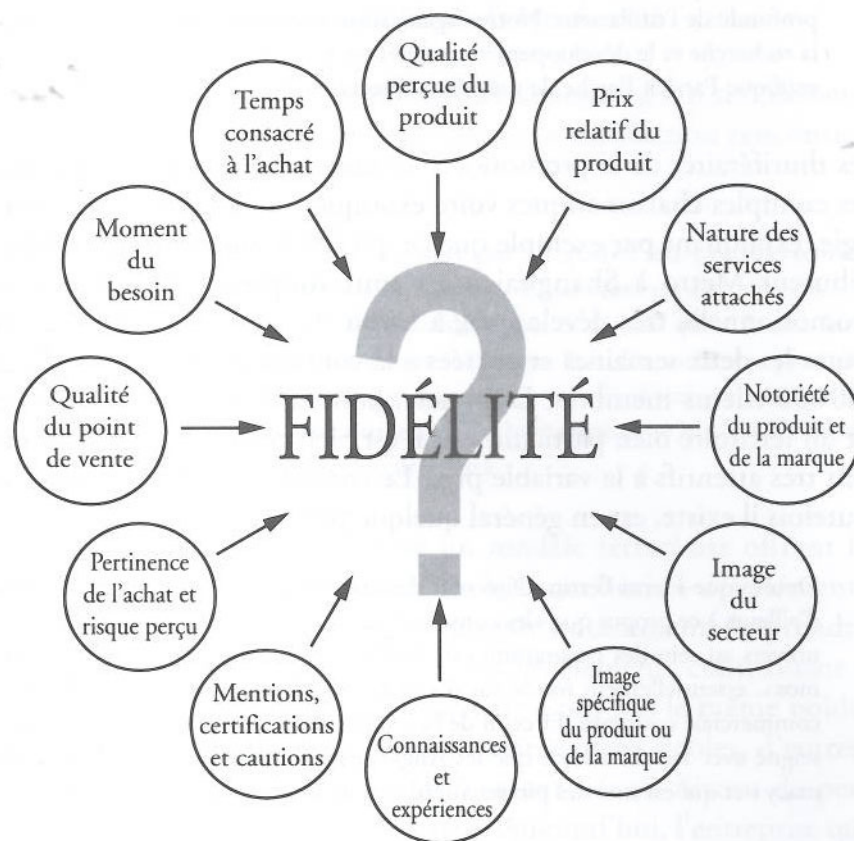 Qualité
perçue du
produit
Prix
relatif du
produit
Nature des
services
attachés
Notoriété
du produit et
de la marque
Image
du
secteur
Image
spécifique
du produit ou
de la marque
Connaissances
et
expériences
Mentions,
certifications
et cautions
Pertinence
de l'achat et
risque perçu
Qualité
du point
de vente
Moment
du
besoin
Temps
consacré
à l'achat
?
FIDÉLITÉ